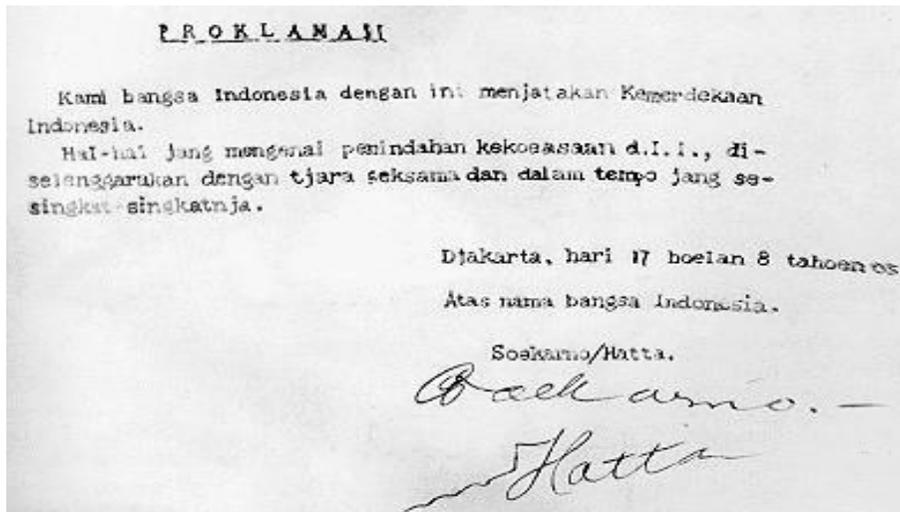 PROKLAMASI
Kami bangsa Indonesia dengan ini menjatakan Kemerdekaan
Indonesia.
Hal-hal jang mengenai pemindahan kekoeasaan d.l.l., di-
selenggarakan dengan tjara seksama dan dalam tempo jang se-
singkat-singkatnja.
Djakarta, hari 17 boelan 8 tahoen 05
Atas nama bangsa Indonesia.
Soekarno/Hatta.
Soekarno.—
Hatta